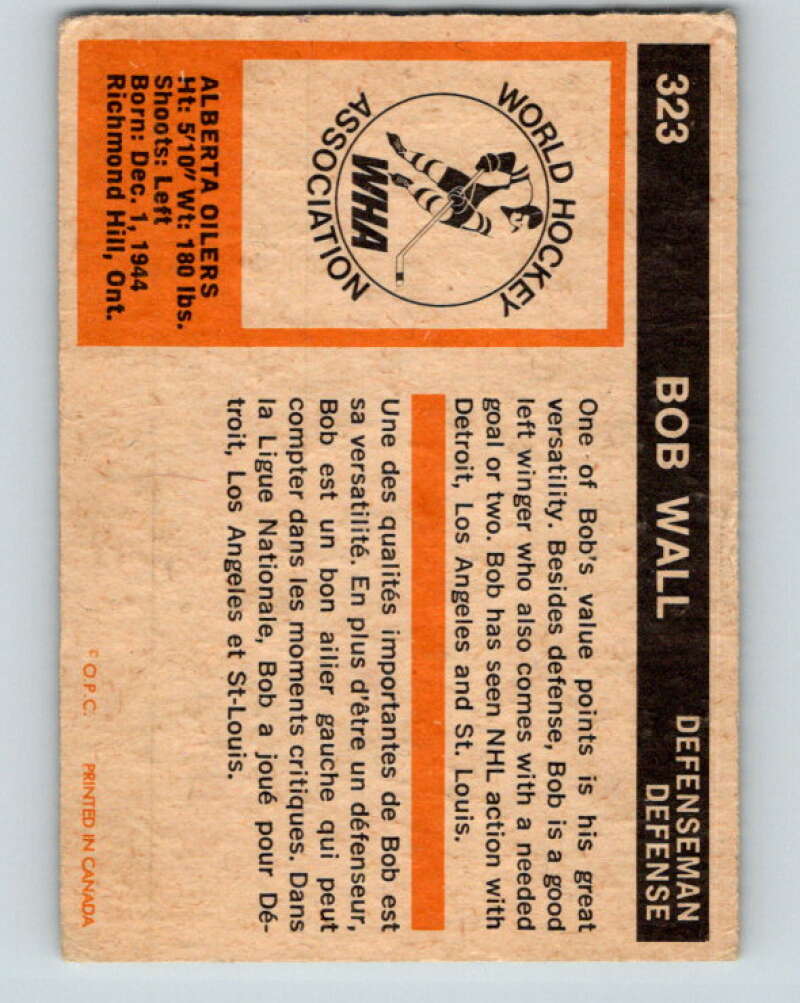 323
BOB WALL
DEFENSEMAN
DEFENSE
WORLD HOCKEY
ASSOCIATION
WHA
ALBERTA OILERS
Ht: 5'10" Wt: 180 lbs.
Shoots: Left
Born: Dec. 1, 1944
Richmond Hill, Ont.
One of Bob's value points is his great
versatility. Besides defense, Bob is a good
left winger who also comes with a needed
goal or two. Bob has seen NHL action with
Detroit, Los Angeles and St. Louis.
Une des qualités importantes de Bob est
sa versatilité. En plus d'être un défenseur,
Bob est un bon ailier gauche qui peut
compter dans les moments critiques. Dans
la Ligue Nationale, Bob a joué pour Dé-
troit, Los Angeles et St-Louis.
© O.P.C. PRINTED IN CANADA